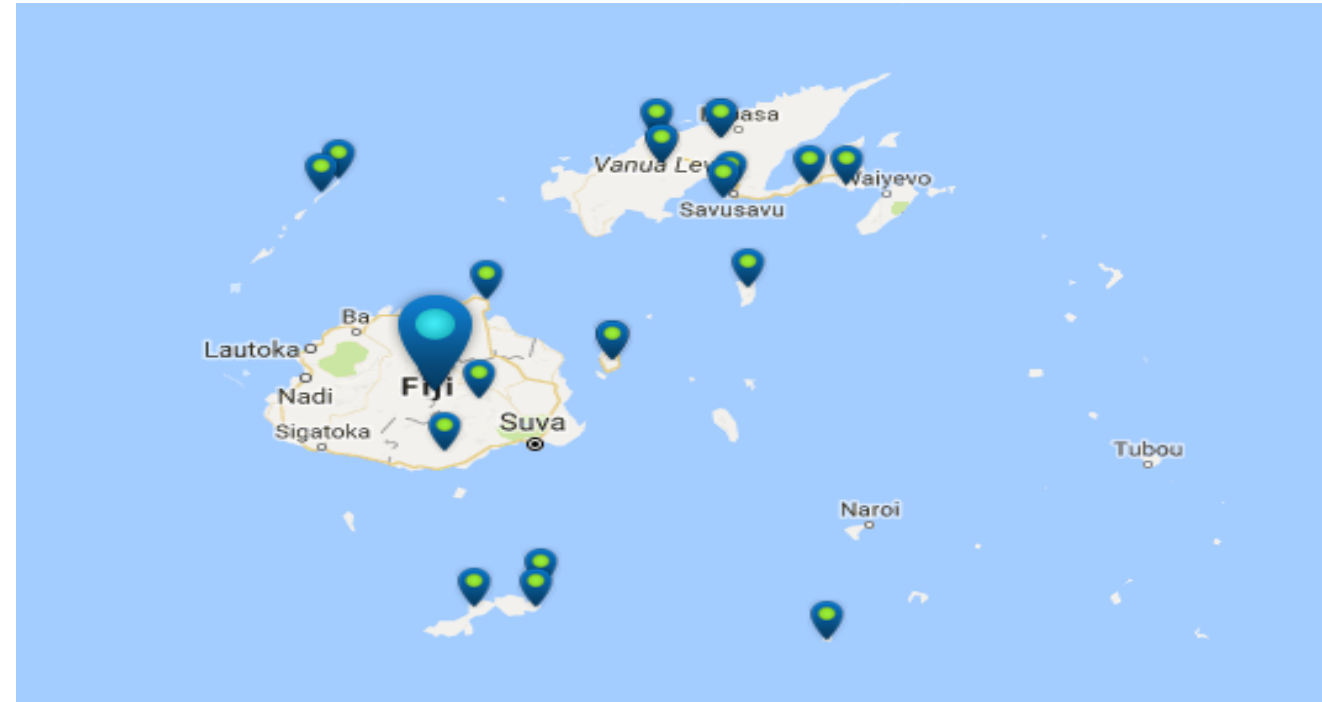 Vanua Lev
Waiyevo
Savusavu
Ba
Lautoka
Nadi
Fiji
Sigatoka
Suva
Tubou
Naroi